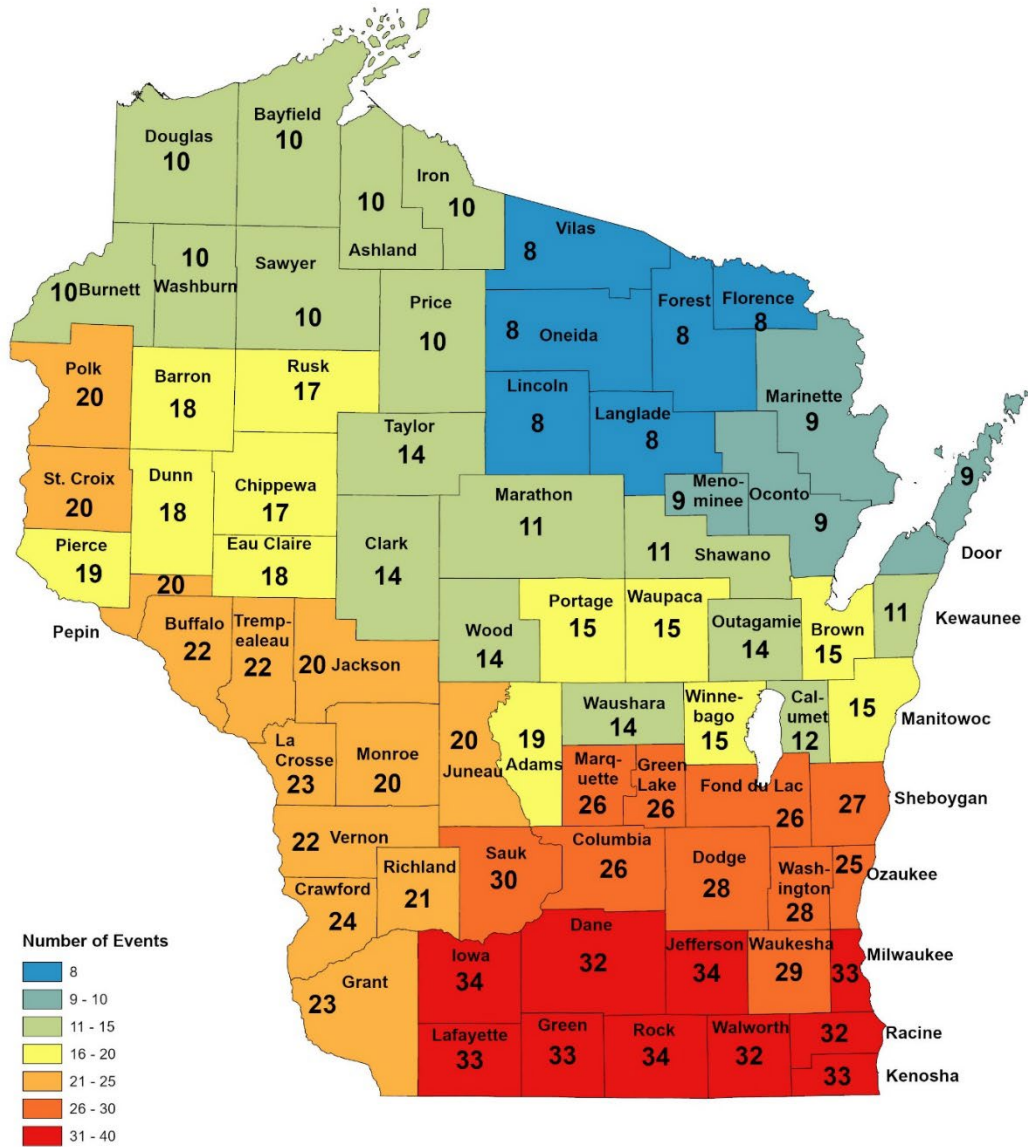 Douglas
10
Bayfield
10
10
Ashland
Iron
10
Vilas
8
10 Burnett
10
Washburn
Sawyer
10
Price
10
8 Oneida
Forest
8
Florence
8
Polk
20
Barron
18
Rusk
17
Lincoln
8
Langlade
8
Marinette
9
Taylor
14
St. Croix
20
Dunn
18
Chippewa
17
Marathon
11
9 Meno-
minee
Oconto
9
9
Door
Pierce
19
Eau Claire
18
Clark
14
11
Shawano
20
Pepin
Buffalo
22
Tremp-
ealeau
22
20 Jackson
Wood
14
Portage
15
Waupaca
15
Outagamie
14
Brown
15
11
Kewaunee
La
Crosse
23
Monroe
20
20
Juneau
19
Adams
Waushara
14
Winne-
bago
15
Cal-
umet
12
15
Manitowoc
Marq-
uette
26
Green
Lake
26
Fond du Lac
26
27
Sheboygan
22 Vernon
Richland
21
Sauk
30
Columbia
26
Dodge
28
Wash-
ington
28
25
Ozaukee
Crawford
24
Grant
23
Iowa
34
Dane
32
Jefferson
34
Waukesha
29
33
Milwaukee
Lafayette
33
Green
33
Rock
34
Walworth
32
32
Racine
33
Kenosha
Number of Events
8
9 - 10
11 - 15
16 - 20
21 - 25
26 - 30
31 - 40